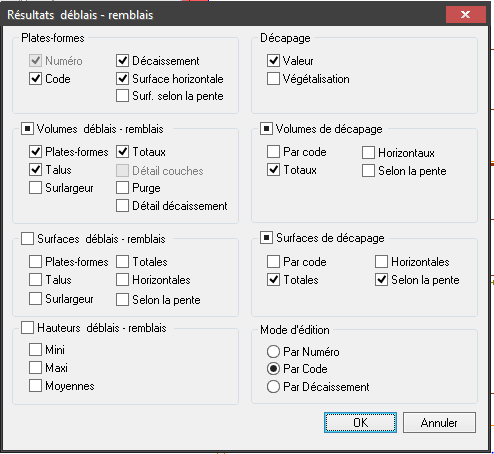 Résultats déblais - remblais
Plates-formes
Numéro
Décaissement
Code
Surface horizontale
Surf. selon la pente
Décapage
Valeur
Végétalisation
Volumes déblais - remblais
Plates-formes
Totaux
Talus
Détail couches
Surlargeur
Purge
Détail décaissement
Volumes de décapage
Par code
Horizontaux
Totaux
Selon la pente
Surfaces déblais - remblais
Plates-formes
Totales
Talus
Horizontales
Surlargeur
Selon la pente
Surfaces de décapage
Par code
Horizontales
Totales
Selon la pente
Hauteurs déblais - remblais
Mini
Maxi
Moyennes
Mode d'édition
Par Numéro
Par Code
Par Décaissement
OK
Annuler